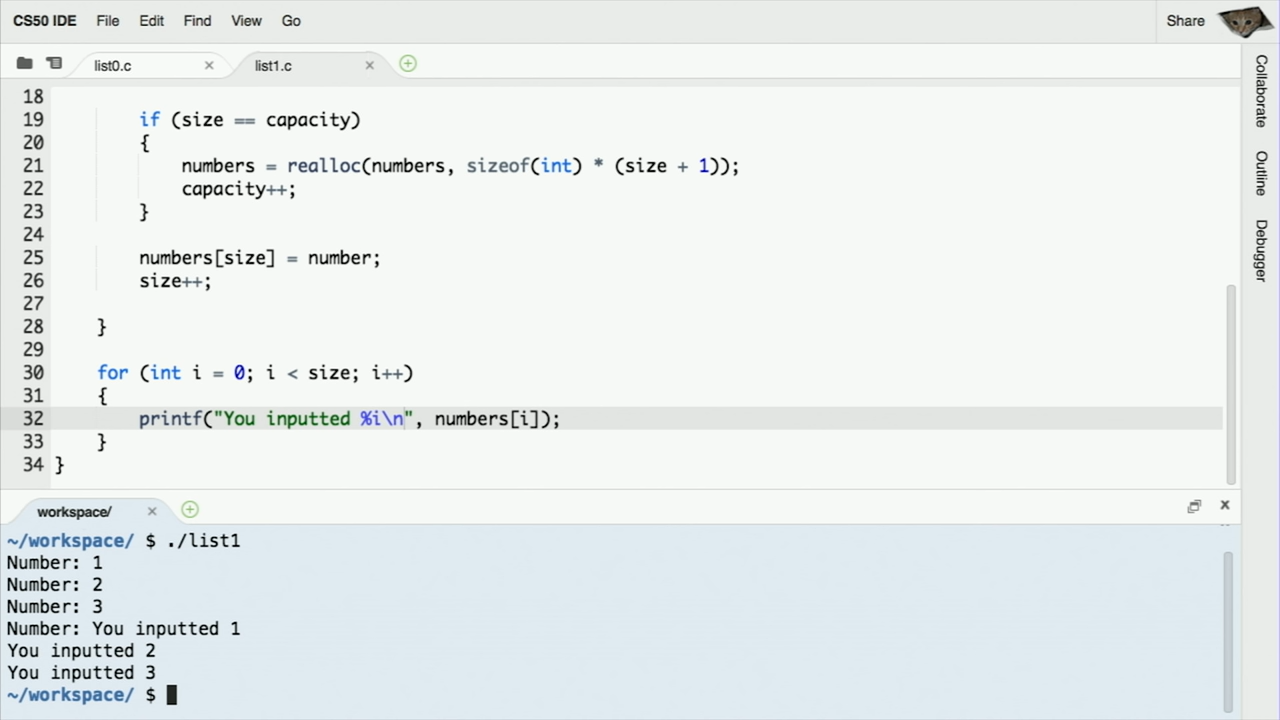 CS50 IDE File Edit Find View Go Share
list0.c × list1.c ×
18
19 if (size == capacity)
20 {
21 numbers = realloc(numbers, sizeof(int) * (size + 1));
22 capacity++;
23 }
24
25 numbers[size] = number;
26 size++;
27
28 }
29
30 for (int i = 0; i < size; i++)
31 {
32 printf("You inputted %i\n", numbers[i]);
33 }
34 }
Collaborate
Outline
Debugger
workspace/ ×
~/workspace/ $ ./list1
Number: 1
Number: 2
Number: 3
Number: You inputted 1
You inputted 2
You inputted 3
~/workspace/ $